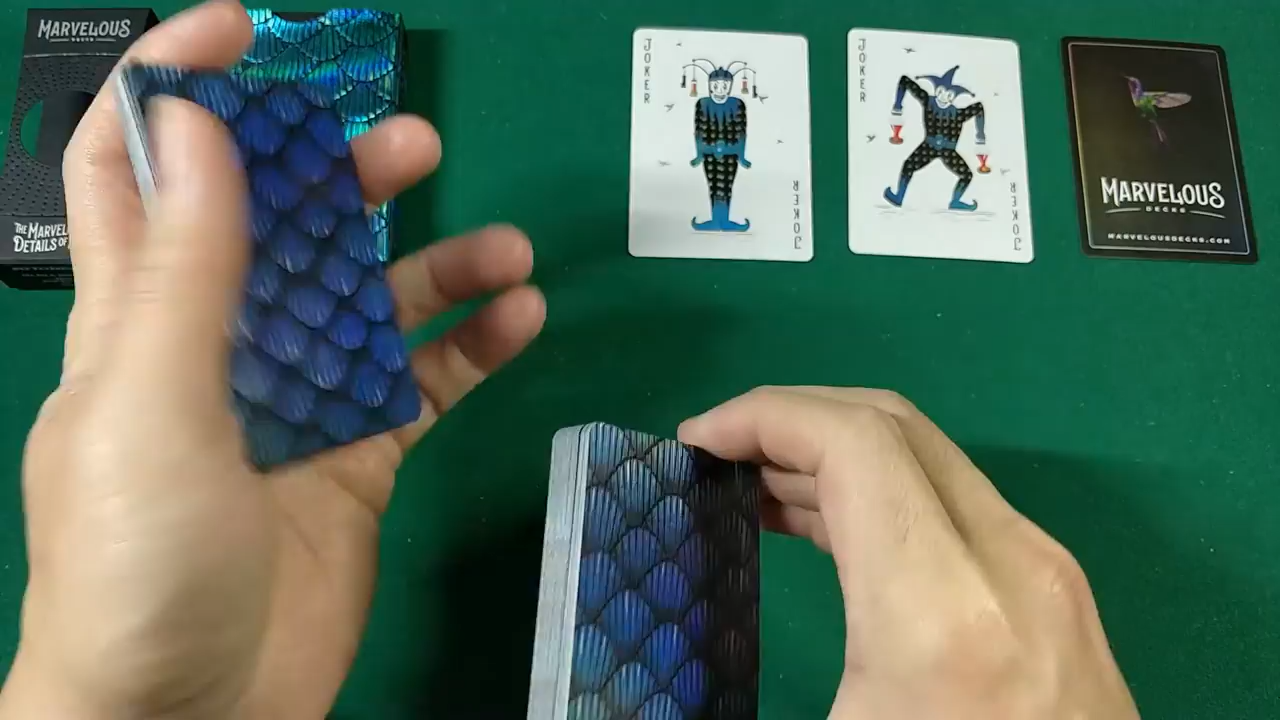 MARVELOUS
DECKS
THE MARVEL
DETAILS OF
JOKER
JOKER
JOKER
JOKER
MARVELOUS
DECKS
MARVELOUSDECKS.COM